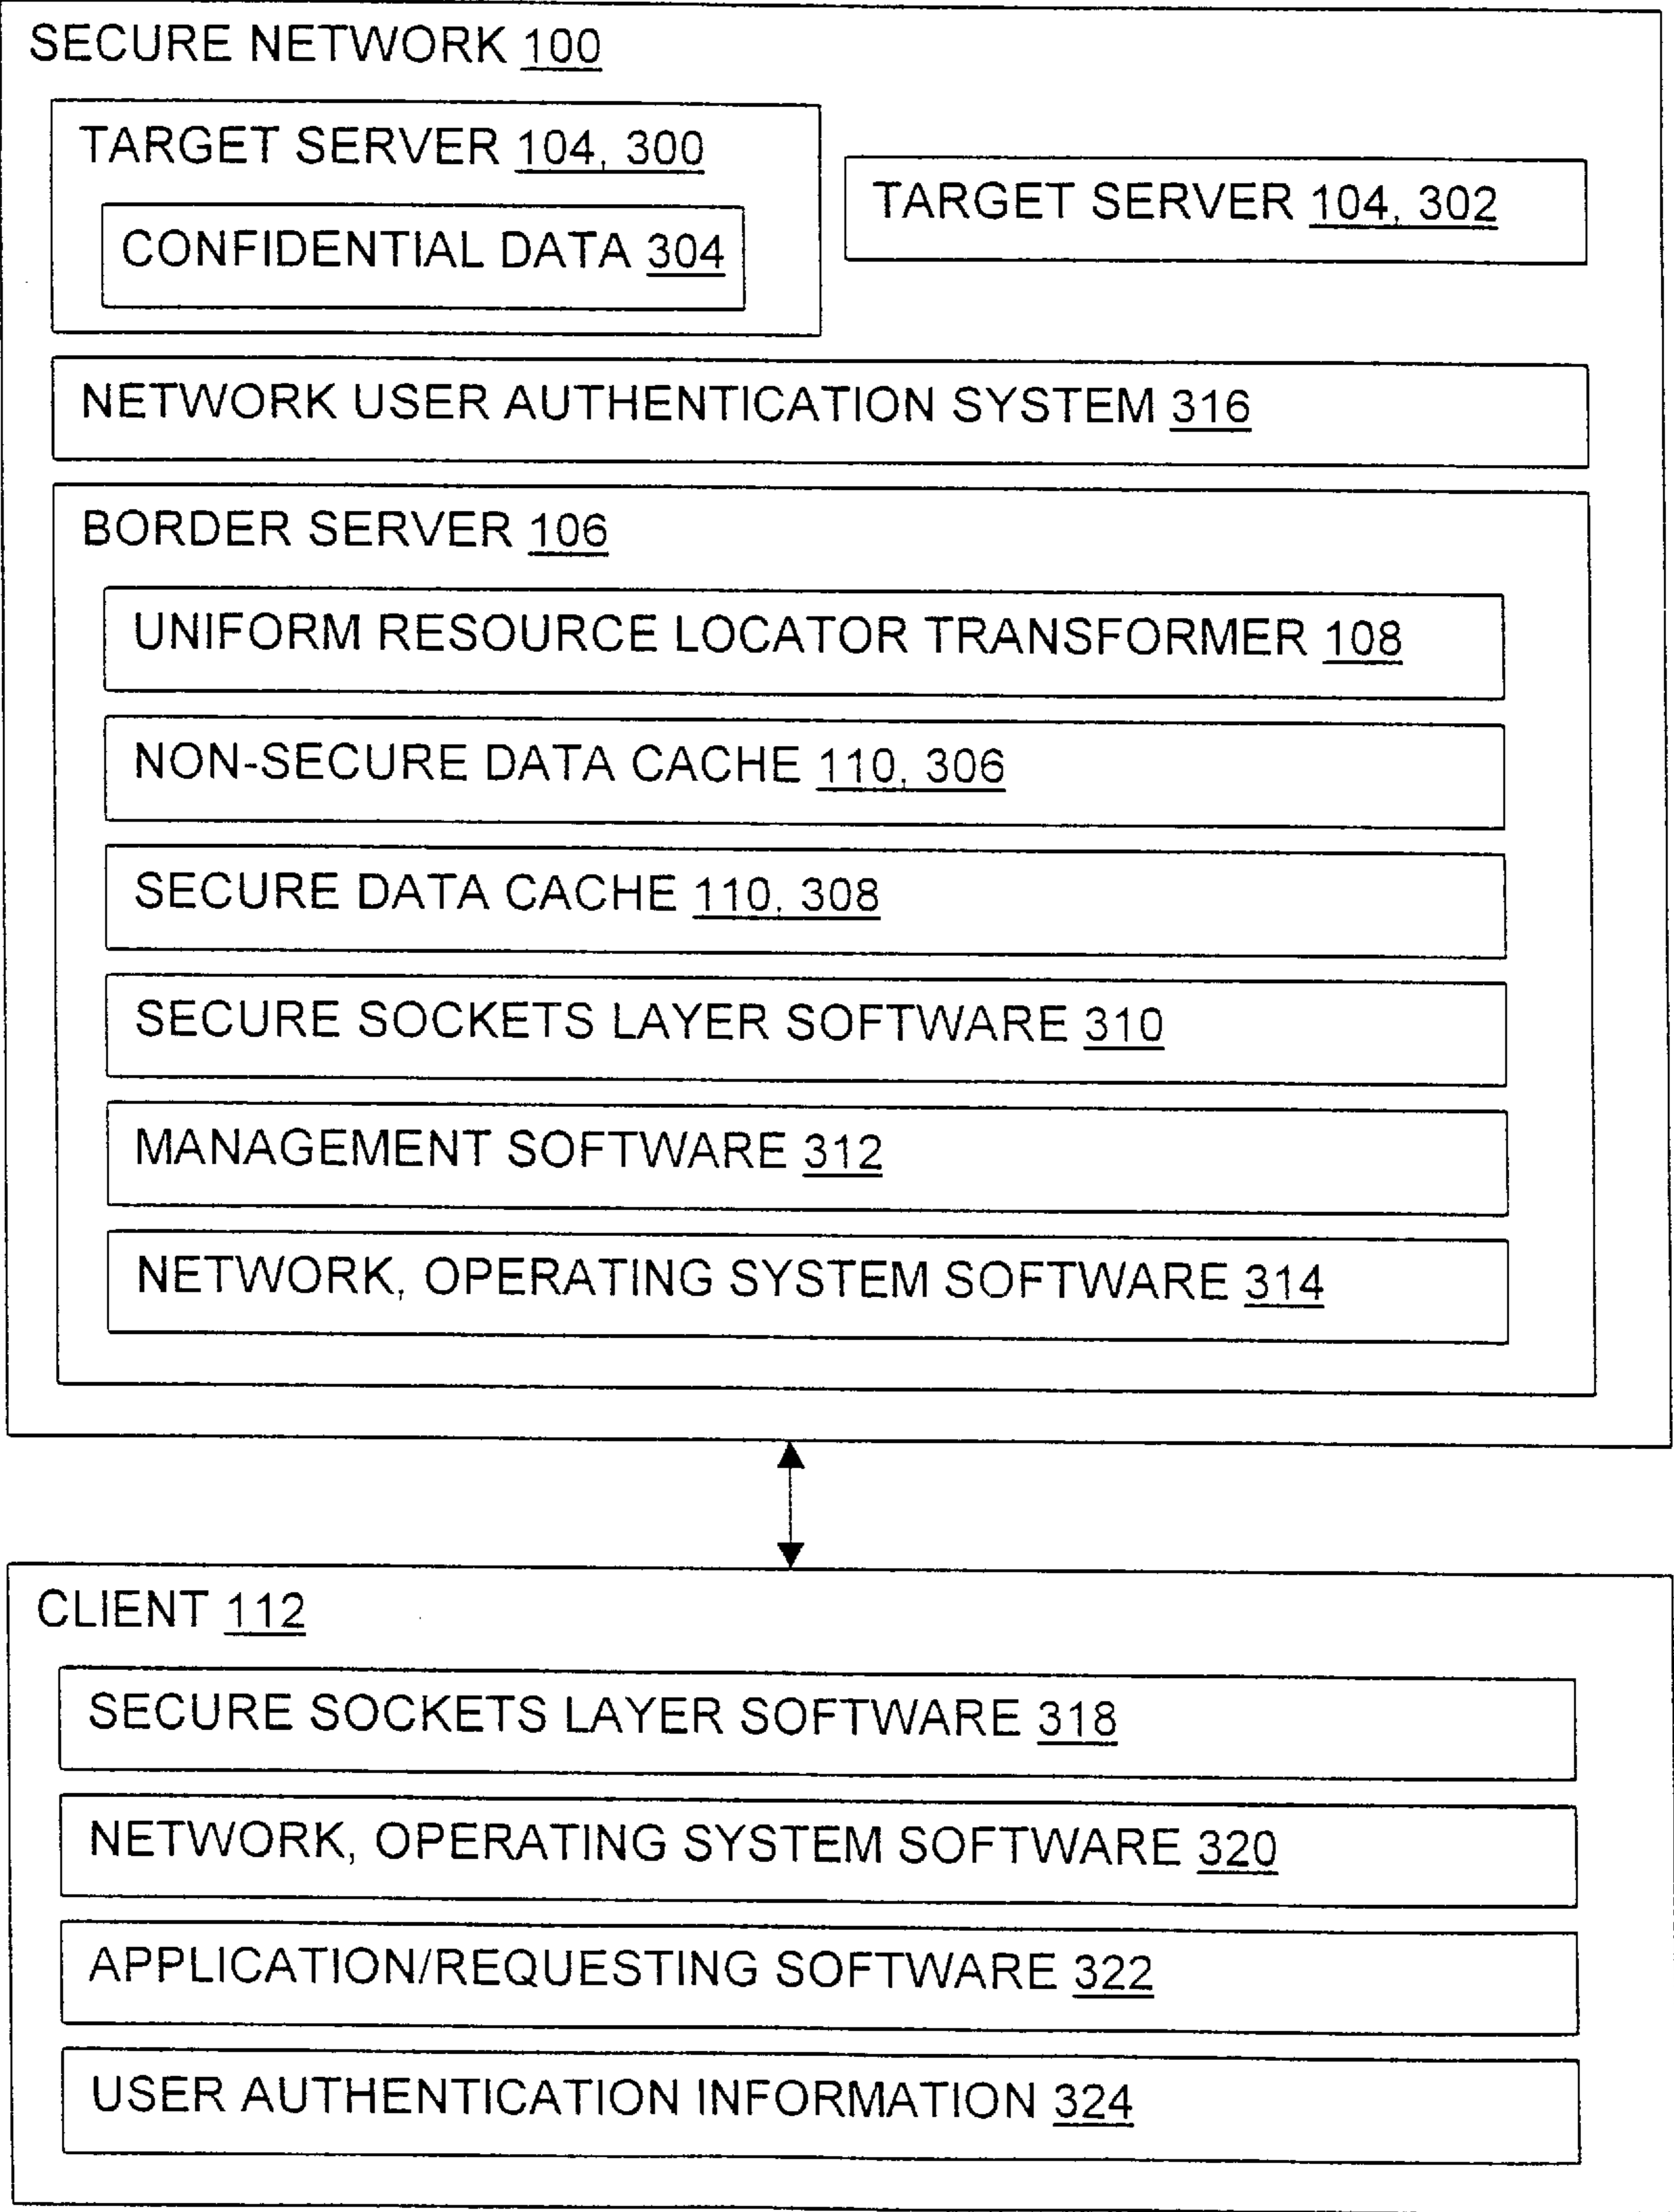 SECURE NETWORK 100
TARGET SERVER 104, 300
CONFIDENTIAL DATA 304
TARGET SERVER 104, 302
NETWORK USER AUTHENTICATION SYSTEM 316
BORDER SERVER 106
UNIFORM RESOURCE LOCATOR TRANSFORMER 108
NON-SECURE DATA CACHE 110, 306
SECURE DATA CACHE 110, 308
SECURE SOCKETS LAYER SOFTWARE 310
MANAGEMENT SOFTWARE 312
NETWORK, OPERATING SYSTEM SOFTWARE 314
CLIENT 112
SECURE SOCKETS LAYER SOFTWARE 318
NETWORK, OPERATING SYSTEM SOFTWARE 320
APPLICATION/REQUESTING SOFTWARE 322
USER AUTHENTICATION INFORMATION 324